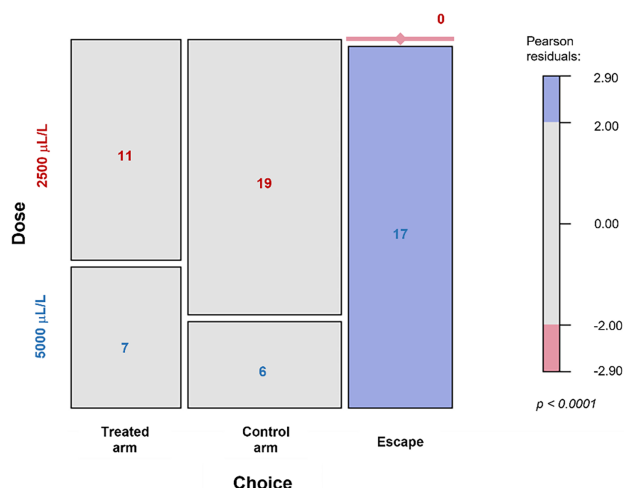 0
Pearson
residuals:
2.90
2.00
0.00
-2.00
-2.90
p < 0.0001
Dose
2500 µL/L
5000 µL/L
11
19
17
7
6
Treated
arm
Control
arm
Escape
Choice